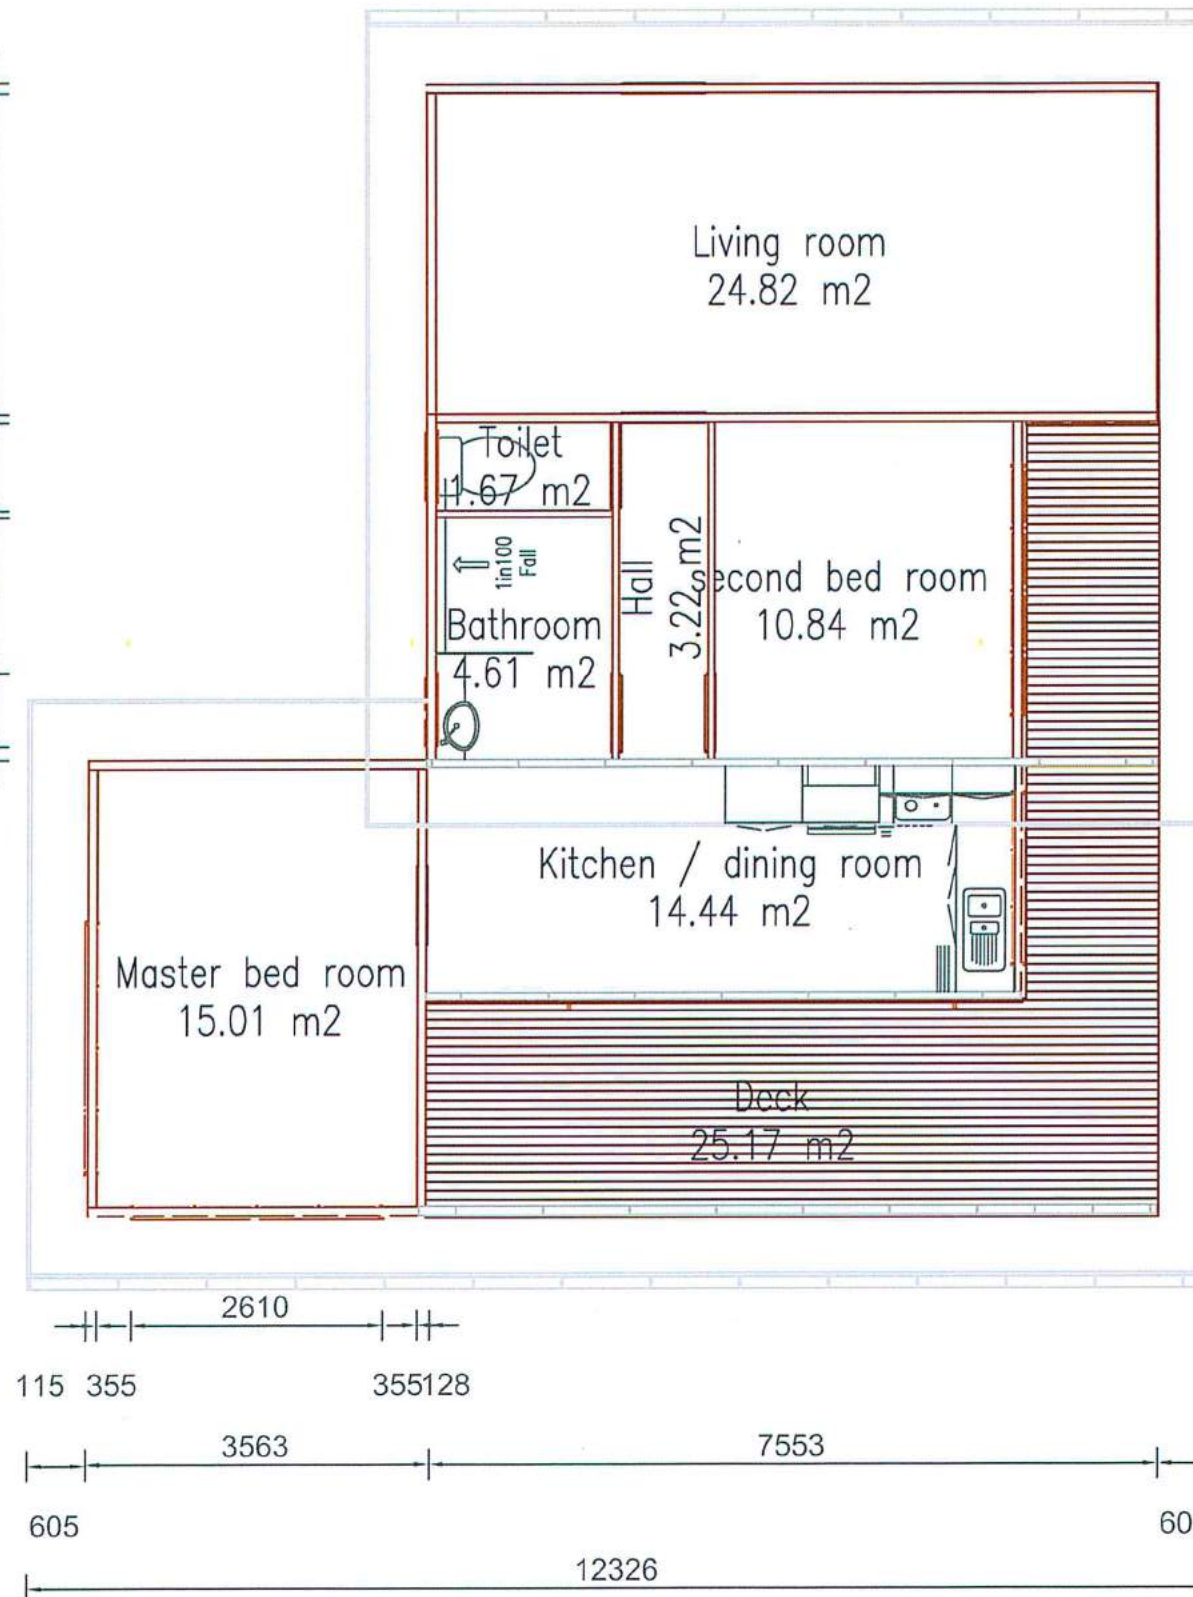 Living room
24.82 m2
Toilet
1.67 m2
1in100
Fall
Hall
3.22 m2
second bed room
10.84 m2
Bathroom
4.61 m2
Kitchen / dining room
14.44 m2
Master bed room
15.01 m2
Deck
25.17 m2
2610
115 355 355 128
3563 7553
605 60
12326